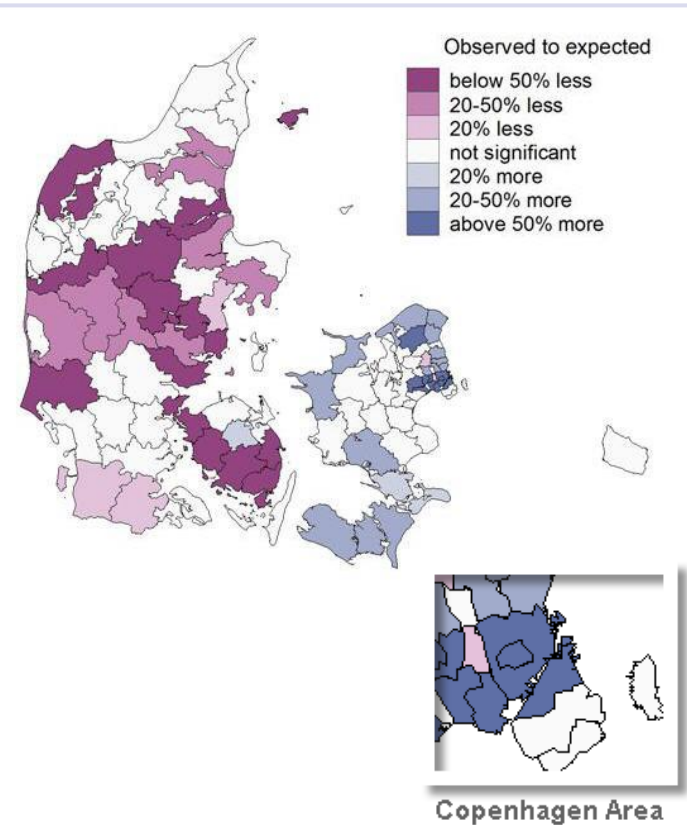 Observed to expected
below 50% less
20-50% less
20% less
not significant
20% more
20-50% more
above 50% more
Copenhagen Area